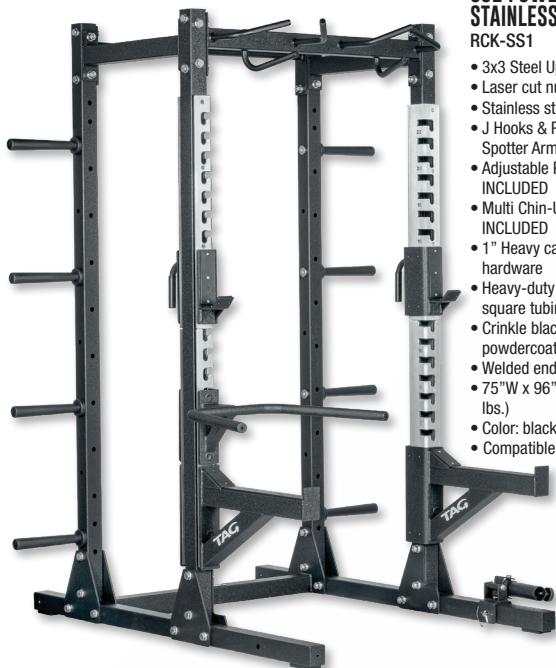 STAINLESS
RCK-SS1
• 3x3 Steel Up
• Laser cut nu
• Stainless st
• J Hooks & P
Spotter Arm
• Adjustable P
INCLUDED
• Multi Chin-U
INCLUDED
• 1” Heavy ca
hardware
• Heavy-duty
square tubin
• Crinkle blac
powdercoat
• Welded end
• 75”W x 96”
lbs.)
• Color: black
• Compatible
TAG
TAG